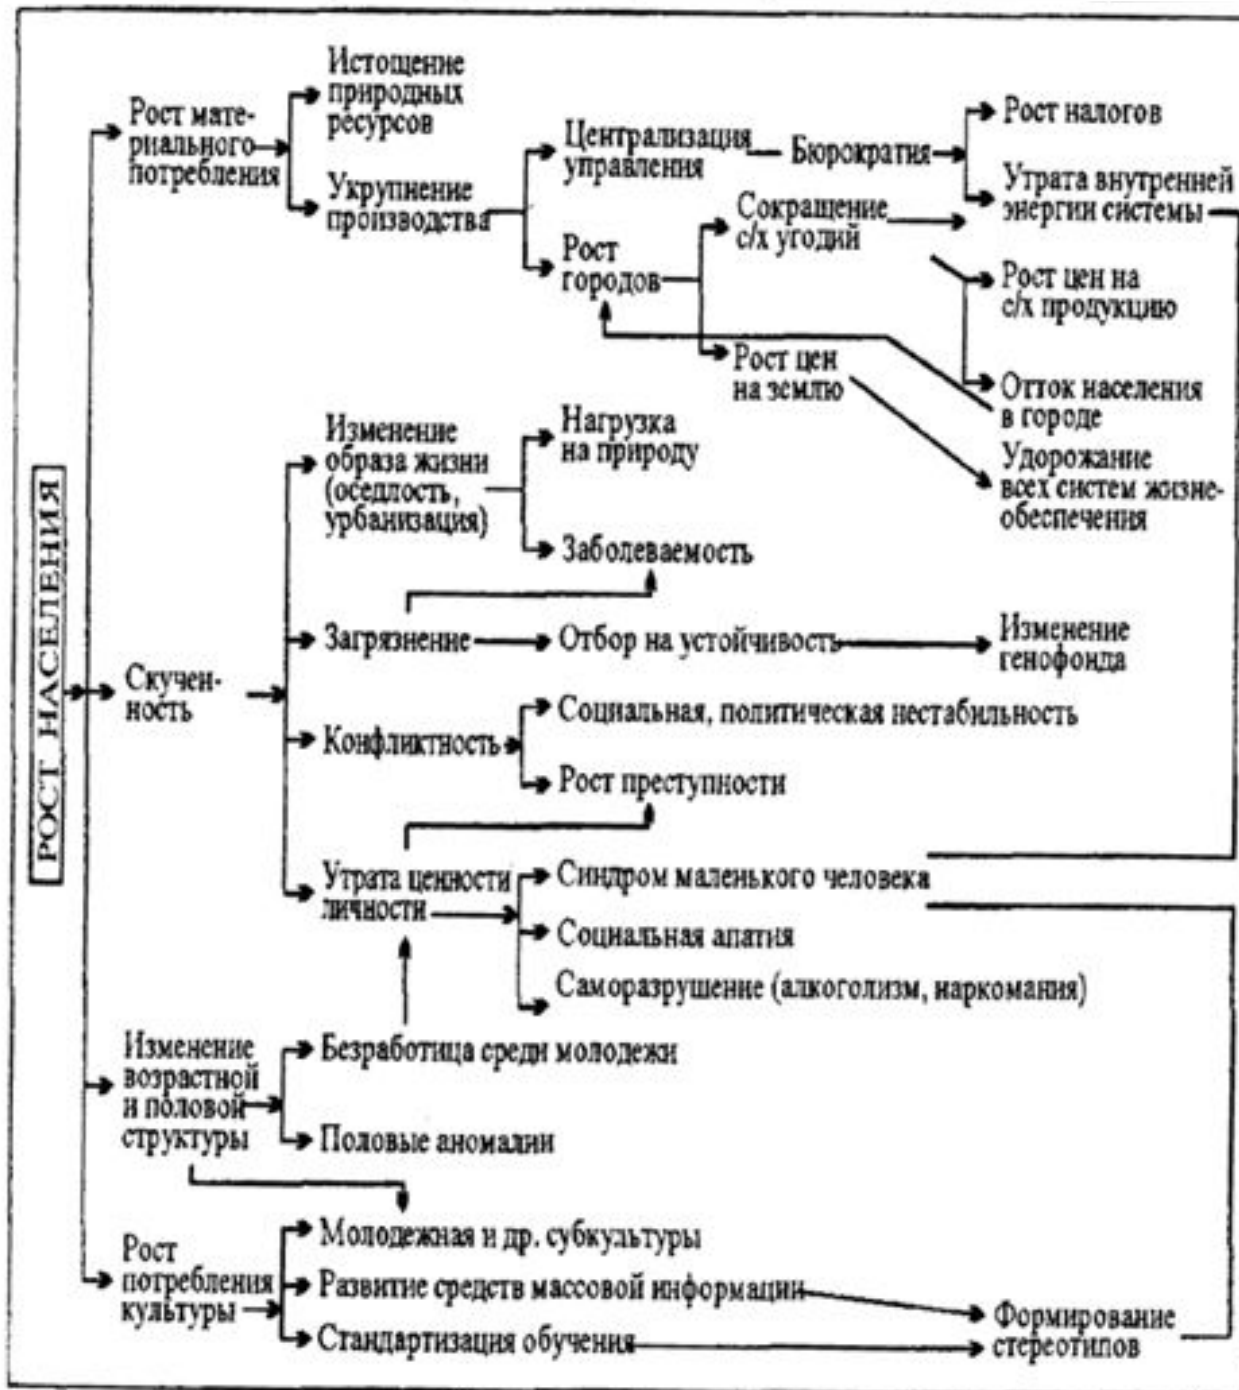 РОСТ НАСЕЛЕНИЯ
Рост мате-
риального
потребления
Истощение
природных
ресурсов
Укрупнение
производства
Централизация
управления
Бюрократия
Рост налогов
Утрата внутренней
энергии системы
Рост
городов
Сокращение
с/х угодий
Рост цен на
с/х продукцию
Отток населения
в городе
Рост цен
на землю
Удорожание
всех систем жизне-
обеспечения
Скучен-
ность
Изменение
образа жизни
(оседлость,
урбанизация)
Нагрузка
на природу
Заболеваемость
Загрязнение
Отбор на устойчивость
Изменение
генофонда
Конфликтность
Социальная, политическая нестабильность
Рост преступности
Утрата ценности
личности
Синдром маленького человека
Социальная апатия
Саморазрушение (алкоголизм, наркомания)
Изменение
возрастной
и половой
структуры
Безработица среди молодежи
Половые аномалии
Рост
потребления
культуры
Молодежная и др. субкультуры
Развитие средств массовой информации
Стандартизация обучения
Формирование
стереотипов